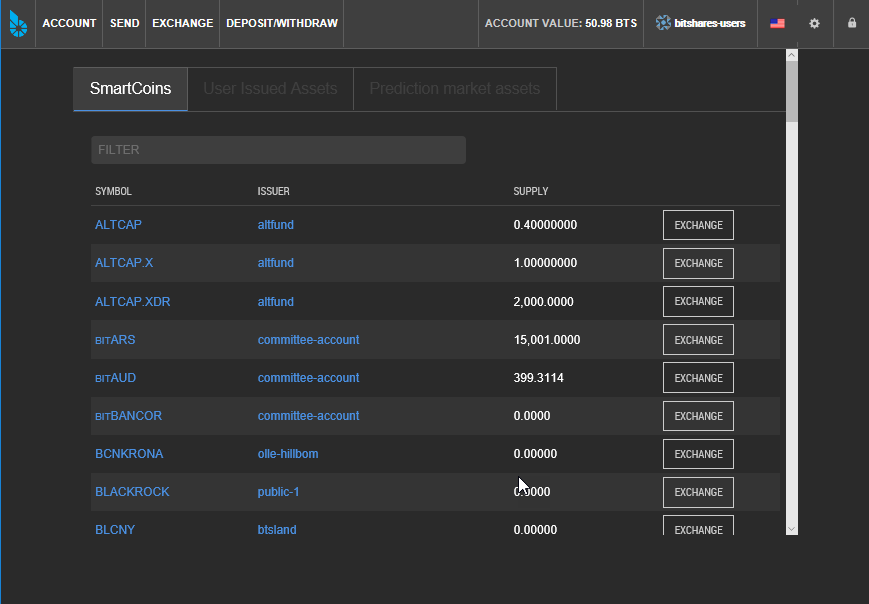 ACCOUNT SEND EXCHANGE DEPOSIT/WITHDRAW ACCOUNT VALUE: 50.98 BTS bitshares-users
SmartCoins User Issued Assets Prediction market assets
FILTER
SYMBOL ISSUER SUPPLY
ALTCAP altfund 0.40000000 EXCHANGE
ALTCAP.X altfund 1.00000000 EXCHANGE
ALTCAP.XDR altfund 2,000.0000 EXCHANGE
BITARS committee-account 15,001.0000 EXCHANGE
BITAUD committee-account 399.3114 EXCHANGE
BITBANCOR committee-account 0.0000 EXCHANGE
BCNKRONA olle-hillbom 0.00000 EXCHANGE
BLACKROCK public-1 0.0000 EXCHANGE
BLCNY btsland 0.00000 EXCHANGE